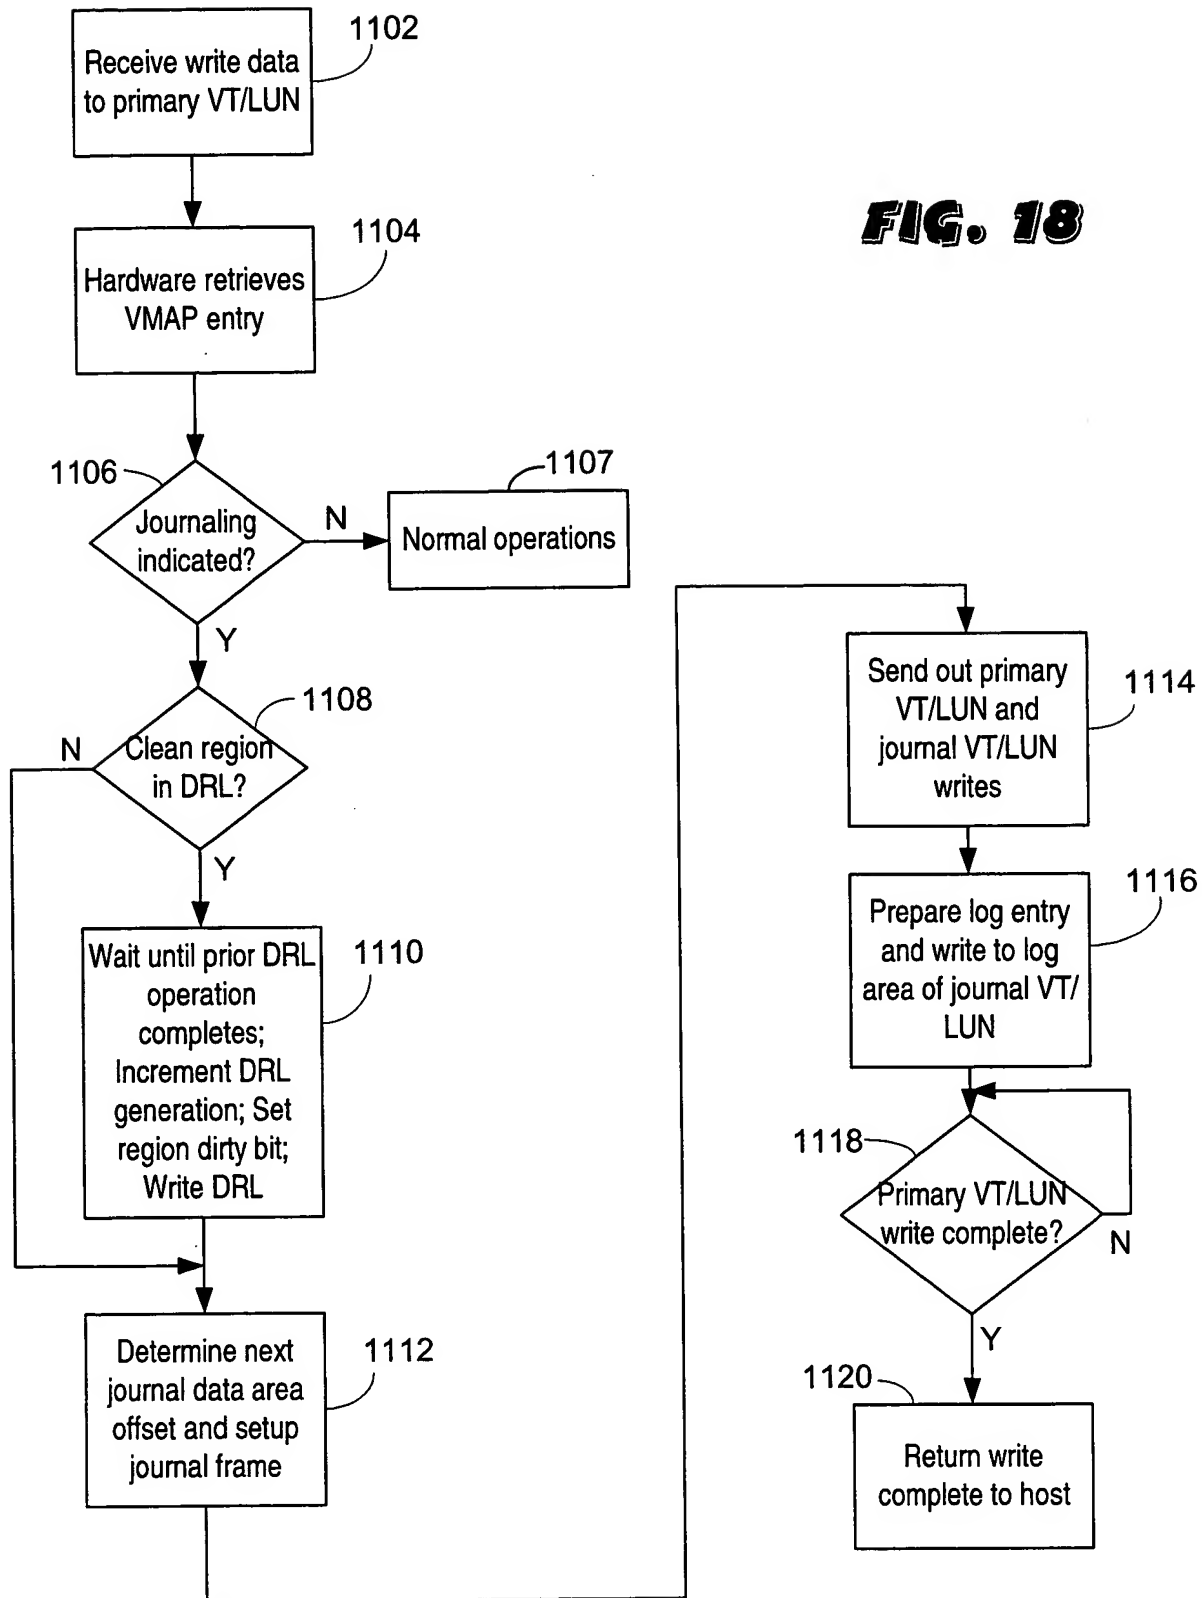 1102
Receive write data
to primary VT/LUN
1104
Hardware retrieves
VMAP entry
FIG. 18
1106
Journaling
indicated?
N
1107
Normal operations
Y
1108
Clean region
in DRL?
N
Y
1110
Wait until prior DRL
operation
completes;
Increment DRL
generation; Set
region dirty bit;
Write DRL
1112
Determine next
journal data area
offset and setup
journal frame
1114
Send out primary
VT/LUN and
journal VT/LUN
writes
1116
Prepare log entry
and write to log
area of journal VT/
LUN
1118
Primary VT/LUN
write complete?
N
Y
1120
Return write
complete to host